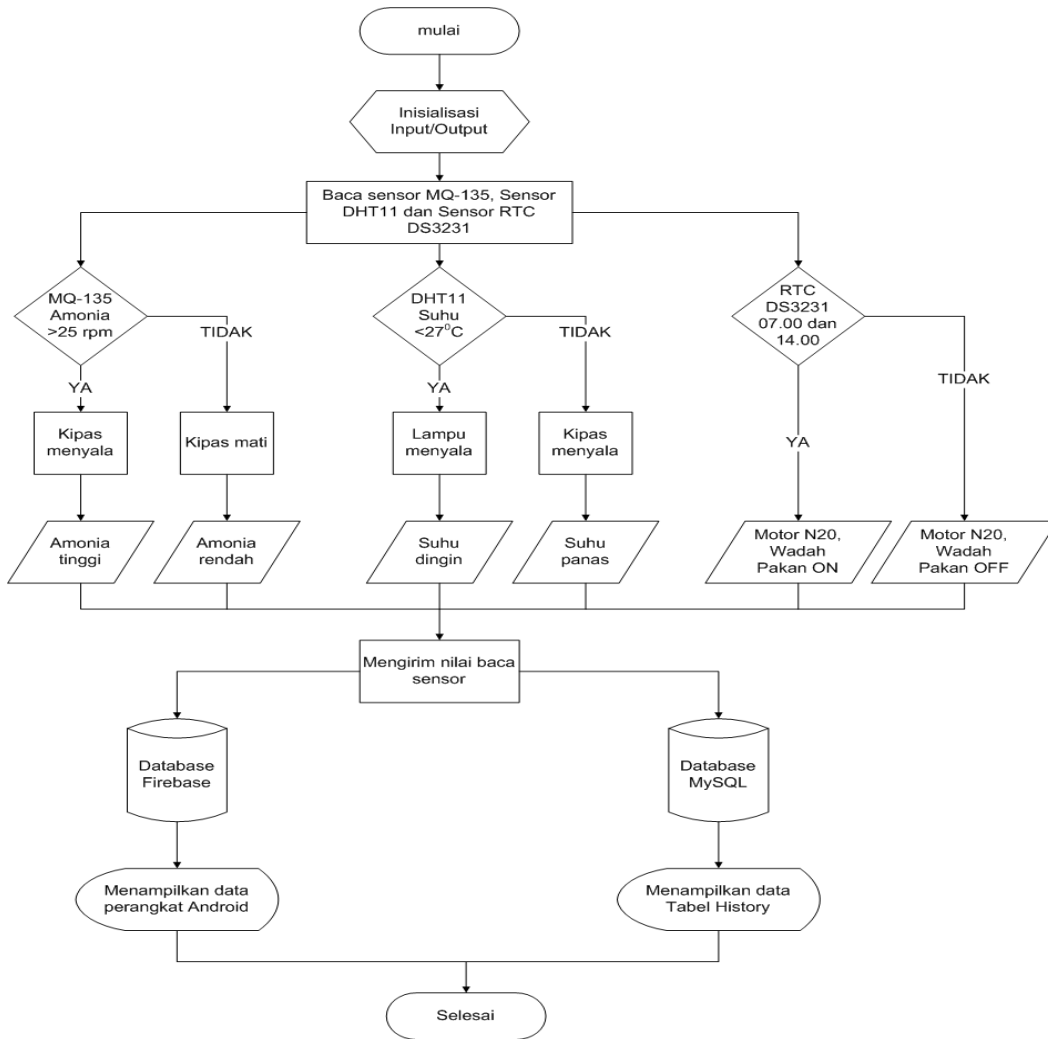 mulai
Inisialisasi
Input/Output
Baca sensor MQ-135, Sensor
DHT11 dan Sensor RTC
DS3231
MQ-135
Amonia
>25 rpm
TIDAK
YA
DHT11
Suhu
<27⁰C
TIDAK
YA
RTC
DS3231
07.00 dan
14.00
TIDAK
YA
Kipas
menyala
Kipas mati
Lampu
menyala
Kipas
menyala
Amonia
tinggi
Amonia
rendah
Suhu
dingin
Suhu
panas
Motor N20,
Wadah
Pakan ON
Motor N20,
Wadah
Pakan OFF
Mengirim nilai baca
sensor
Database
Firebase
Database
MySQL
Menampilkan data
perangkat Android
Menampilkan data
Tabel History
Selesai